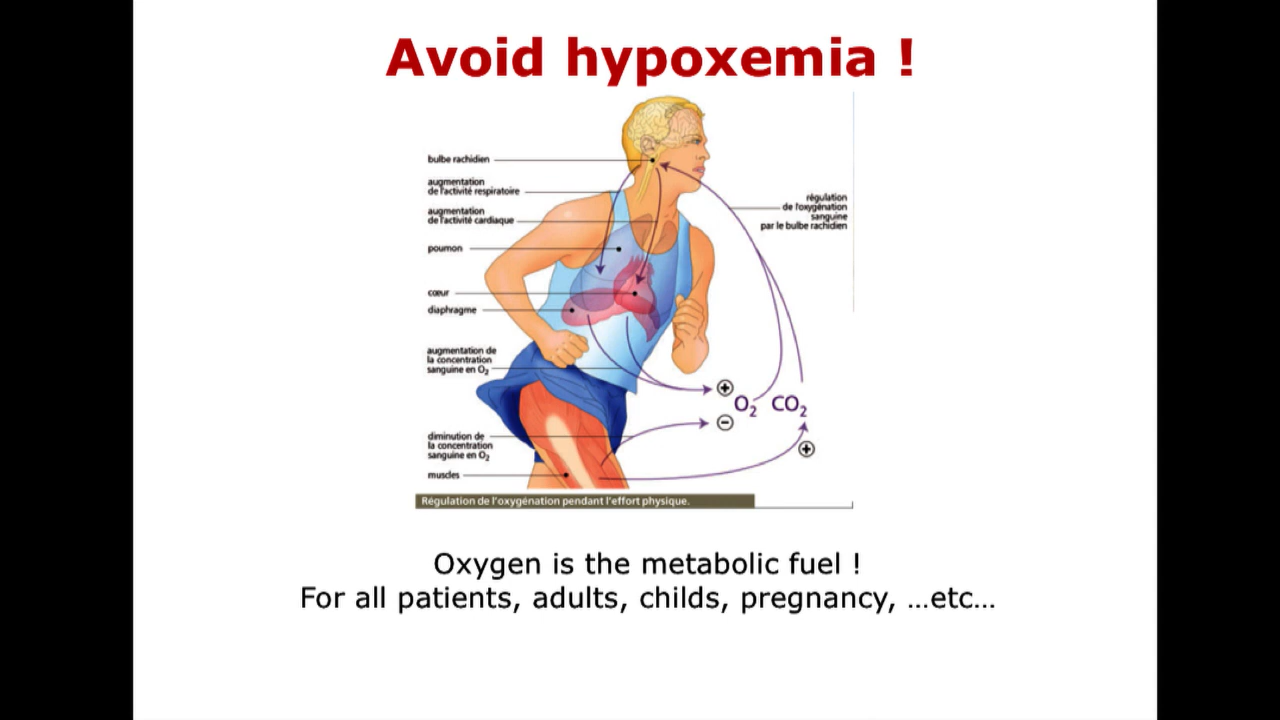 Avoid hypoxemia !
bulbe rachidien
augmentation
de l'activité respiratoire
augmentation
de l'activité cardiaque
poumon
cœur
diaphragme
augmentation de
la concentration
sanguine en O₂
diminution de
la concentration
sanguine en O₂
muscles
régulation
de l'oxygénation
sanguine
par le bulbe rachidien
+
O₂ CO₂
−
+
Régulation de l'oxygénation pendant l'effort physique.
Oxygen is the metabolic fuel !
For all patients, adults, childs, pregnancy, …etc…